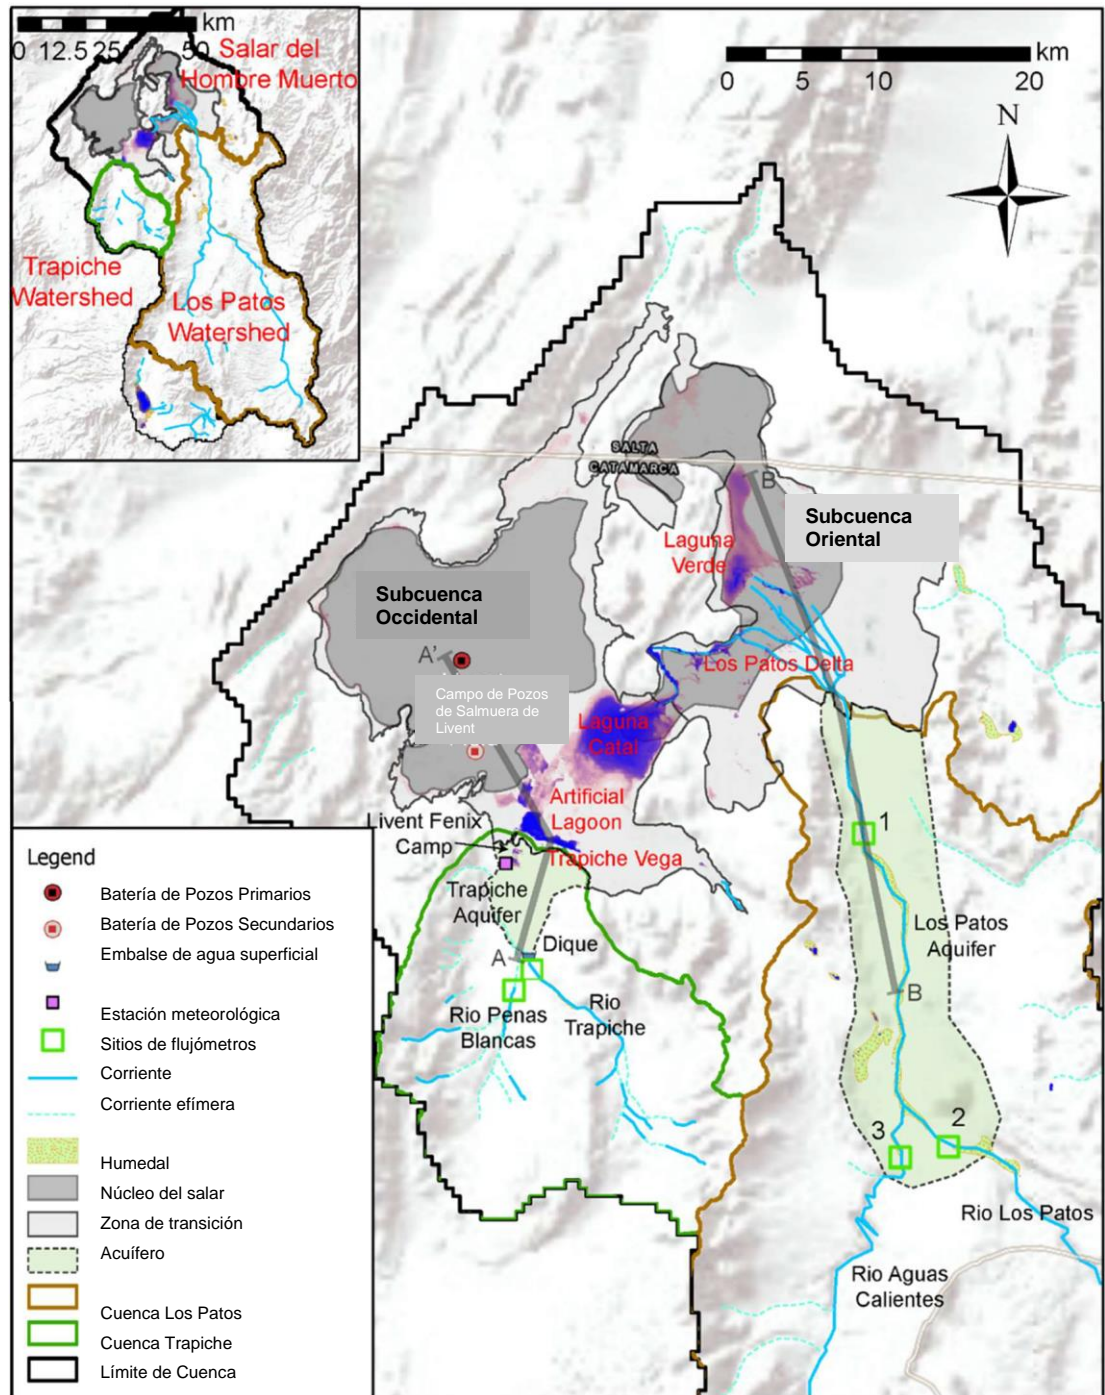 km
0 12.5 25 50
Salar del
Hombre Muerto
Trapiche
Watershed
Los Patos
Watershed
km
0 5 10 20
N
SALTA
CATAMARCA
B
Subcuenca
Oriental
Laguna
Verde
Subcuenca
Occidental
A'
Los Patos Delta
Campo de Pozos
de Salmuera de
Livent
Laguna
Catal
Artificial
Lagoon
Livent Fenix
Camp
Trapiche Vega
1
Trapiche
Aquifer
Los Patos
Aquifer
A
Dique
B
Rio Penas
Blancas
Rio
Trapiche
3
2
Rio Los Patos
Rio Aguas
Calientes
Legend
Batería de Pozos Primarios
Batería de Pozos Secundarios
Embalse de agua superficial
Estación meteorológica
Sitios de flujómetros
Corriente
Corriente efímera
Humedal
Núcleo del salar
Zona de transición
Acuífero
Cuenca Los Patos
Cuenca Trapiche
Límite de Cuenca